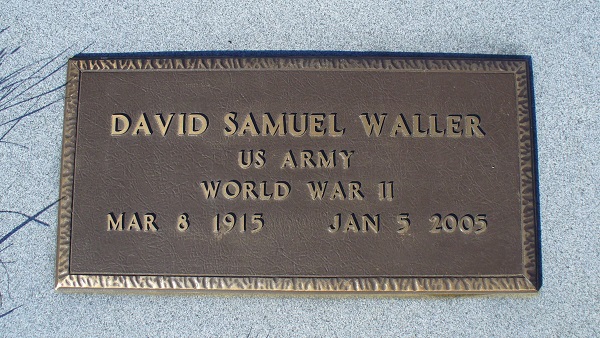 DAVID SAMUEL WALLER
US ARMY
WORLD WAR II
MAR 8 1915 JAN 5 2005